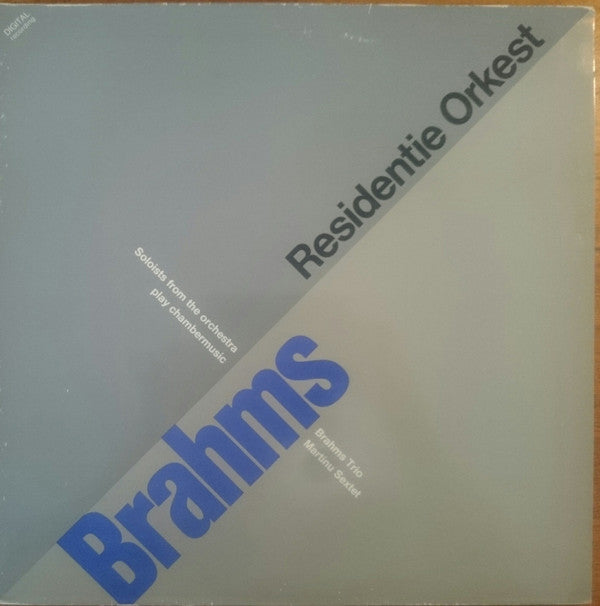 DIGITAL
recording
Residentie Orkest
Soloists from the orchestra
play chambermusic
Brahms
Brahms Trio
Martinu Sextet